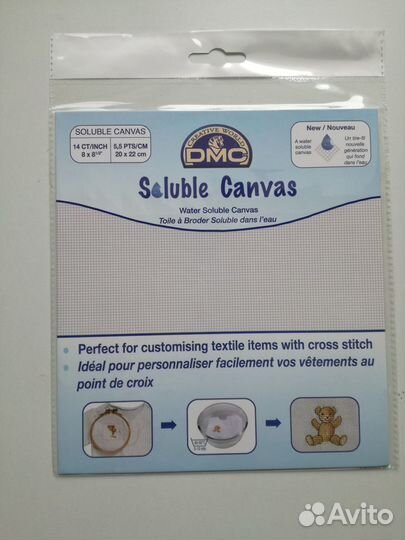 SOLUBLE CANVAS
14 CT/INCH 5,5 PTS/CM
8 x 8 20 x 22 cm
CREATIVE WORLD
DMC
New / Nouveau
A water soluble canvas
Un tissu nouvelle génération qui fond dans l'eau
Soluble Canvas
Water Soluble Canvas
Toile à Broder Soluble dans l'eau
• Perfect for customising textile items with cross stitch
• Idéal pour personnaliser facilement vos vêtements au
point de croix
Avito